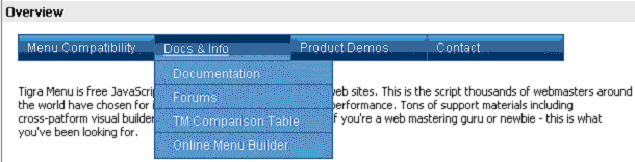 Overview
Menu Compatibility Docs & Info Product Demos Contact
Documentation
Forums
TM Comparison Table
Online Menu Builder
Tigra Menu is free JavaScri web sites. This is the script thousands of webmasters around
the world have chosen for erformance. Tons of support materials including
cross-patform visual builder f you're a web mastering guru or newbie - this is what
you've been looking for.